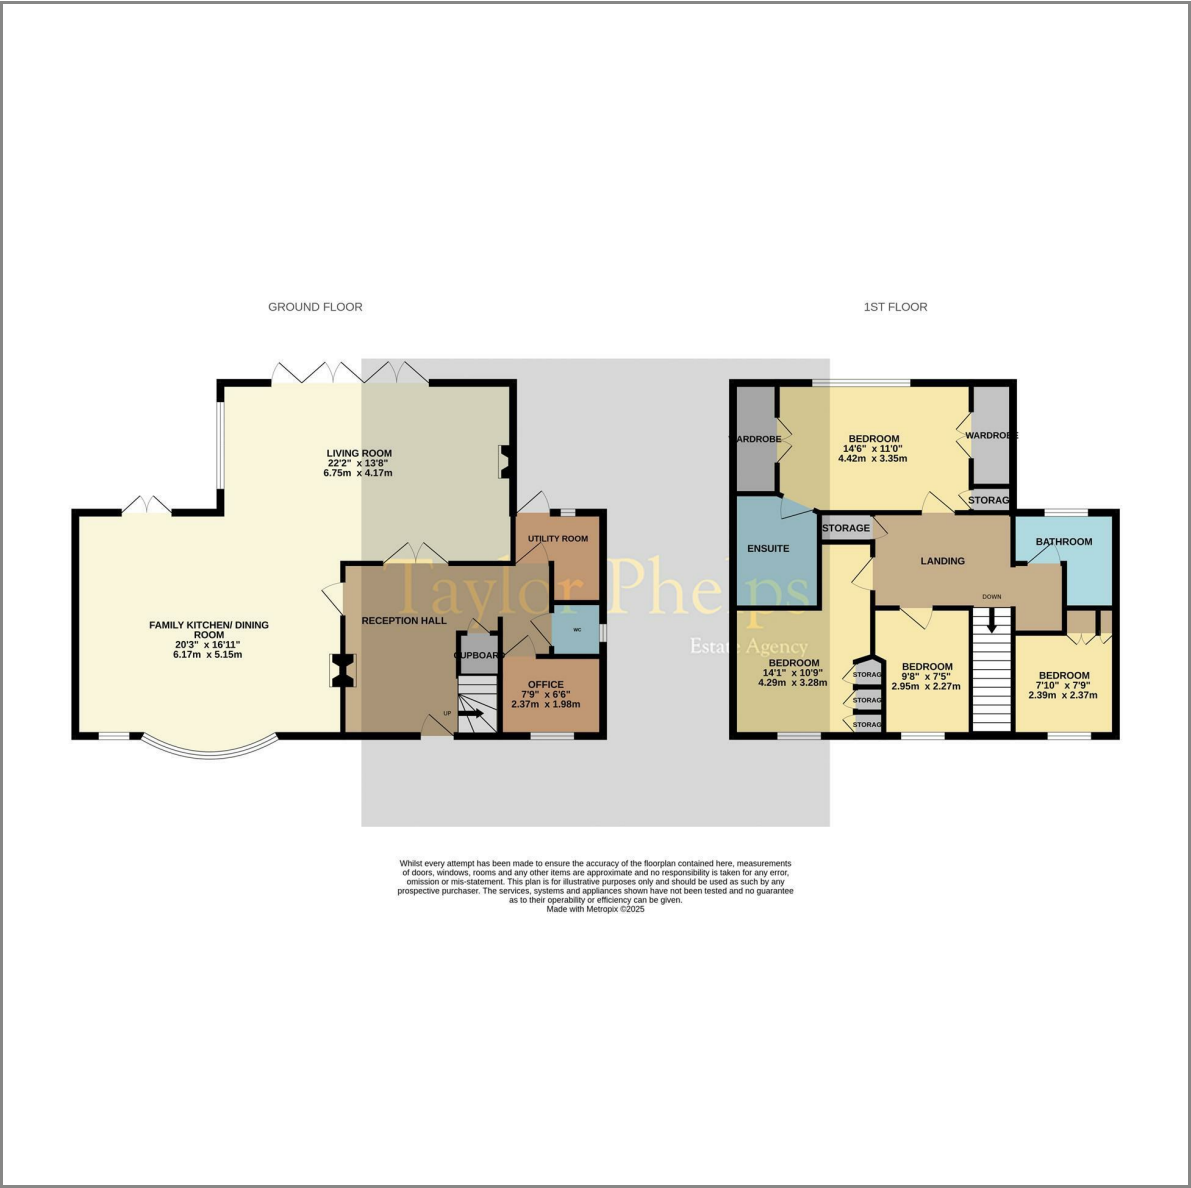 GROUND FLOOR
1ST FLOOR
LIVING ROOM
22'2" x 13'8"
6.75m x 4.17m
UTILITY ROOM
Taylor Phelps
Estate Agency
RECEPTION HALL
FAMILY KITCHEN/ DINING
ROOM
20'3" x 16'11"
6.17m x 5.15m
WC
CUPBOARD
OFFICE
7'9" x 6'6"
2.37m x 1.98m
UP
WARDROBE
BEDROOM
14'6" x 11'0"
4.42m x 3.35m
WARDROBE
STORAG
STORAGE
ENSUITE
LANDING
BATHROOM
DOWN
BEDROOM
14'1" x 10'9"
4.29m x 3.28m
STORAG
STORAG
STORAG
BEDROOM
9'8" x 7'5"
2.95m x 2.27m
BEDROOM
7'10" x 7'9"
2.39m x 2.37m
Whilst every attempt has been made to ensure the accuracy of the floorplan contained here, measurements
of doors, windows, rooms and any other items are approximate and no responsibility is taken for any error,
omission or mis-statement. This plan is for illustrative purposes only and should be used as such by any
prospective purchaser. The services, systems and appliances shown have not been tested and no guarantee
as to their operability or efficiency can be given.
Made with Metropix ©2025